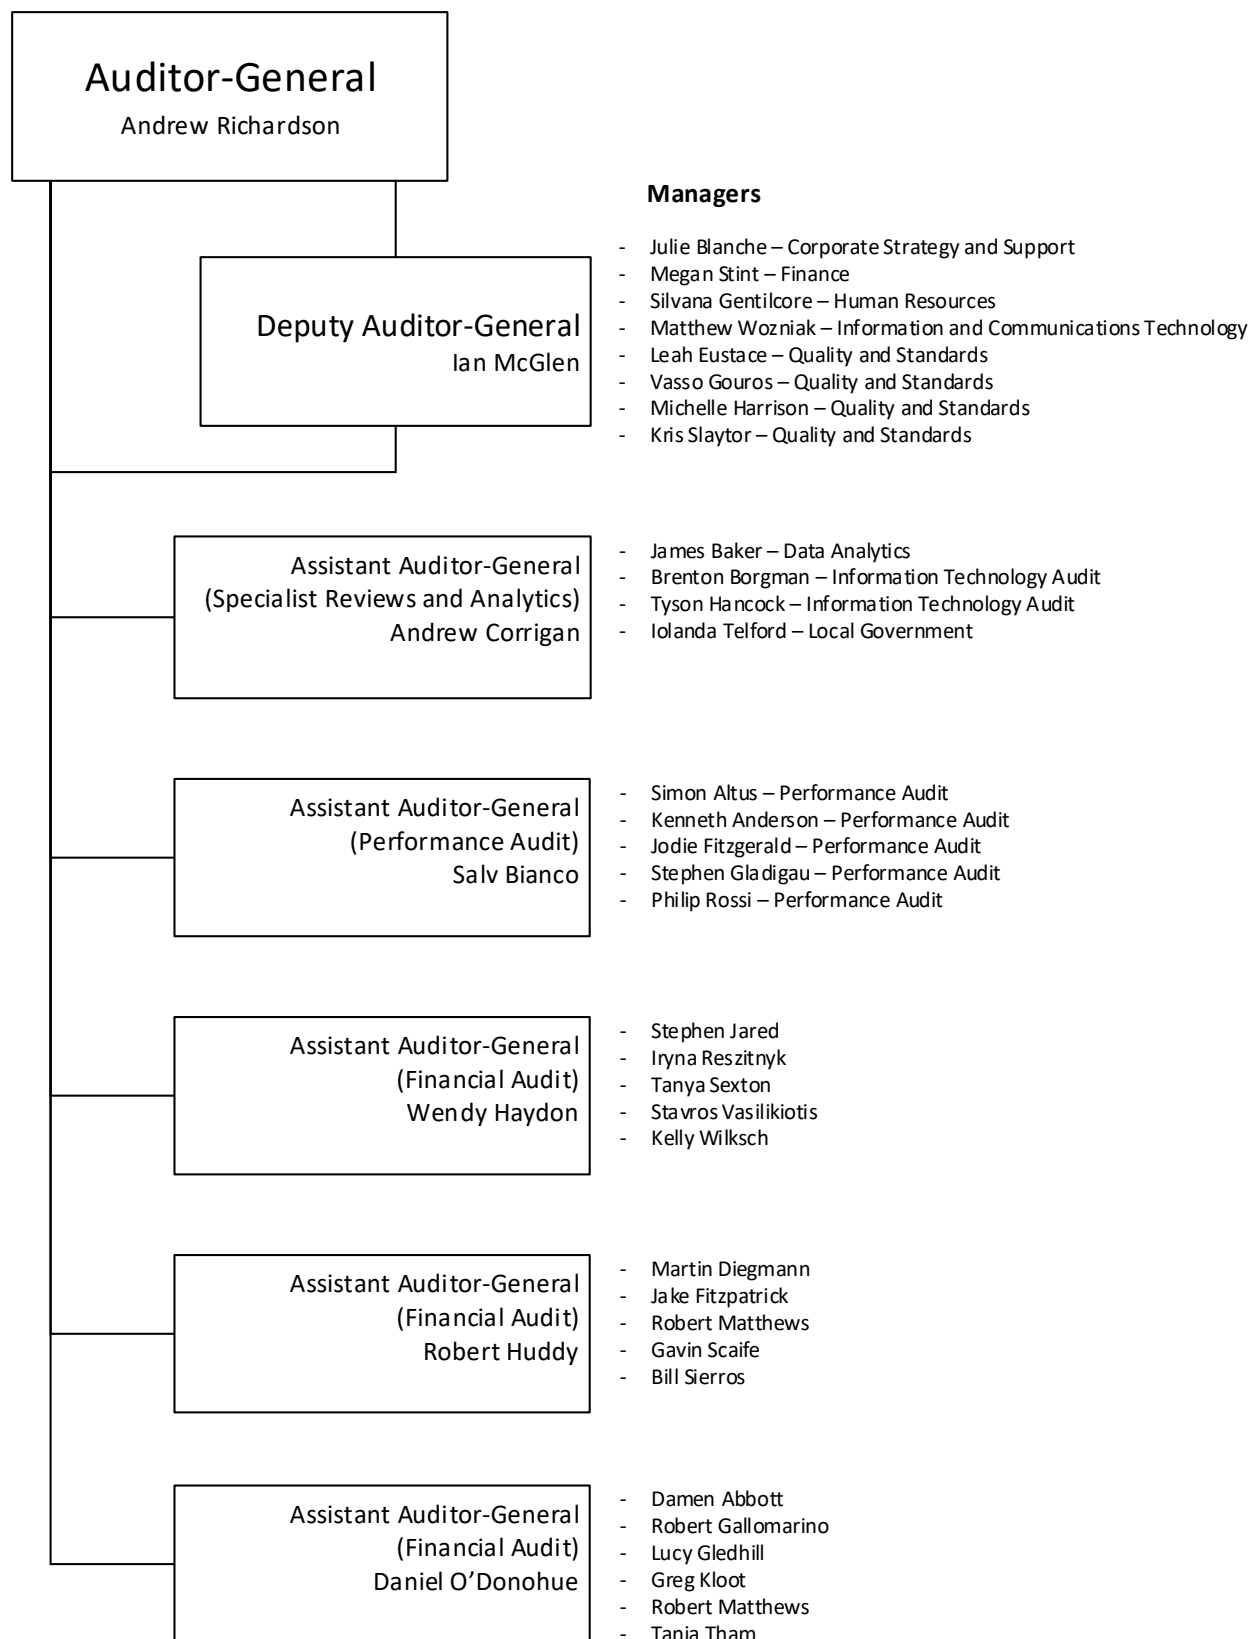 Auditor-General
Andrew Richardson
Managers
Deputy Auditor-General
Ian McGlen
- Julie Blanche – Corporate Strategy and Support
- Megan Stint – Finance
- Silvana Gentilcore – Human Resources
- Matthew Wozniak – Information and Communications Technology
- Leah Eustace – Quality and Standards
- Vasso Gouros – Quality and Standards
- Michelle Harrison – Quality and Standards
- Kris Slaytor – Quality and Standards
Assistant Auditor-General
(Specialist Reviews and Analytics)
Andrew Corrigan
- James Baker – Data Analytics
- Brenton Borgman – Information Technology Audit
- Tyson Hancock – Information Technology Audit
- Iolanda Telford – Local Government
Assistant Auditor-General
(Performance Audit)
Salv Bianco
- Simon Altus – Performance Audit
- Kenneth Anderson – Performance Audit
- Jodie Fitzgerald – Performance Audit
- Stephen Gladigau – Performance Audit
- Philip Rossi – Performance Audit
Assistant Auditor-General
(Financial Audit)
Wendy Haydon
- Stephen Jared
- Iryna Reszitnyk
- Tanya Sexton
- Stavros Vasilikiotis
- Kelly Wilksch
Assistant Auditor-General
(Financial Audit)
Robert Huddy
- Martin Diegmann
- Jake Fitzpatrick
- Robert Matthews
- Gavin Scaife
- Bill Sierros
Assistant Auditor-General
(Financial Audit)
Daniel O’Donohue
- Damen Abbott
- Robert Gallomarino
- Lucy Gledhill
- Greg Kloot
- Robert Matthews
- Tania Tham